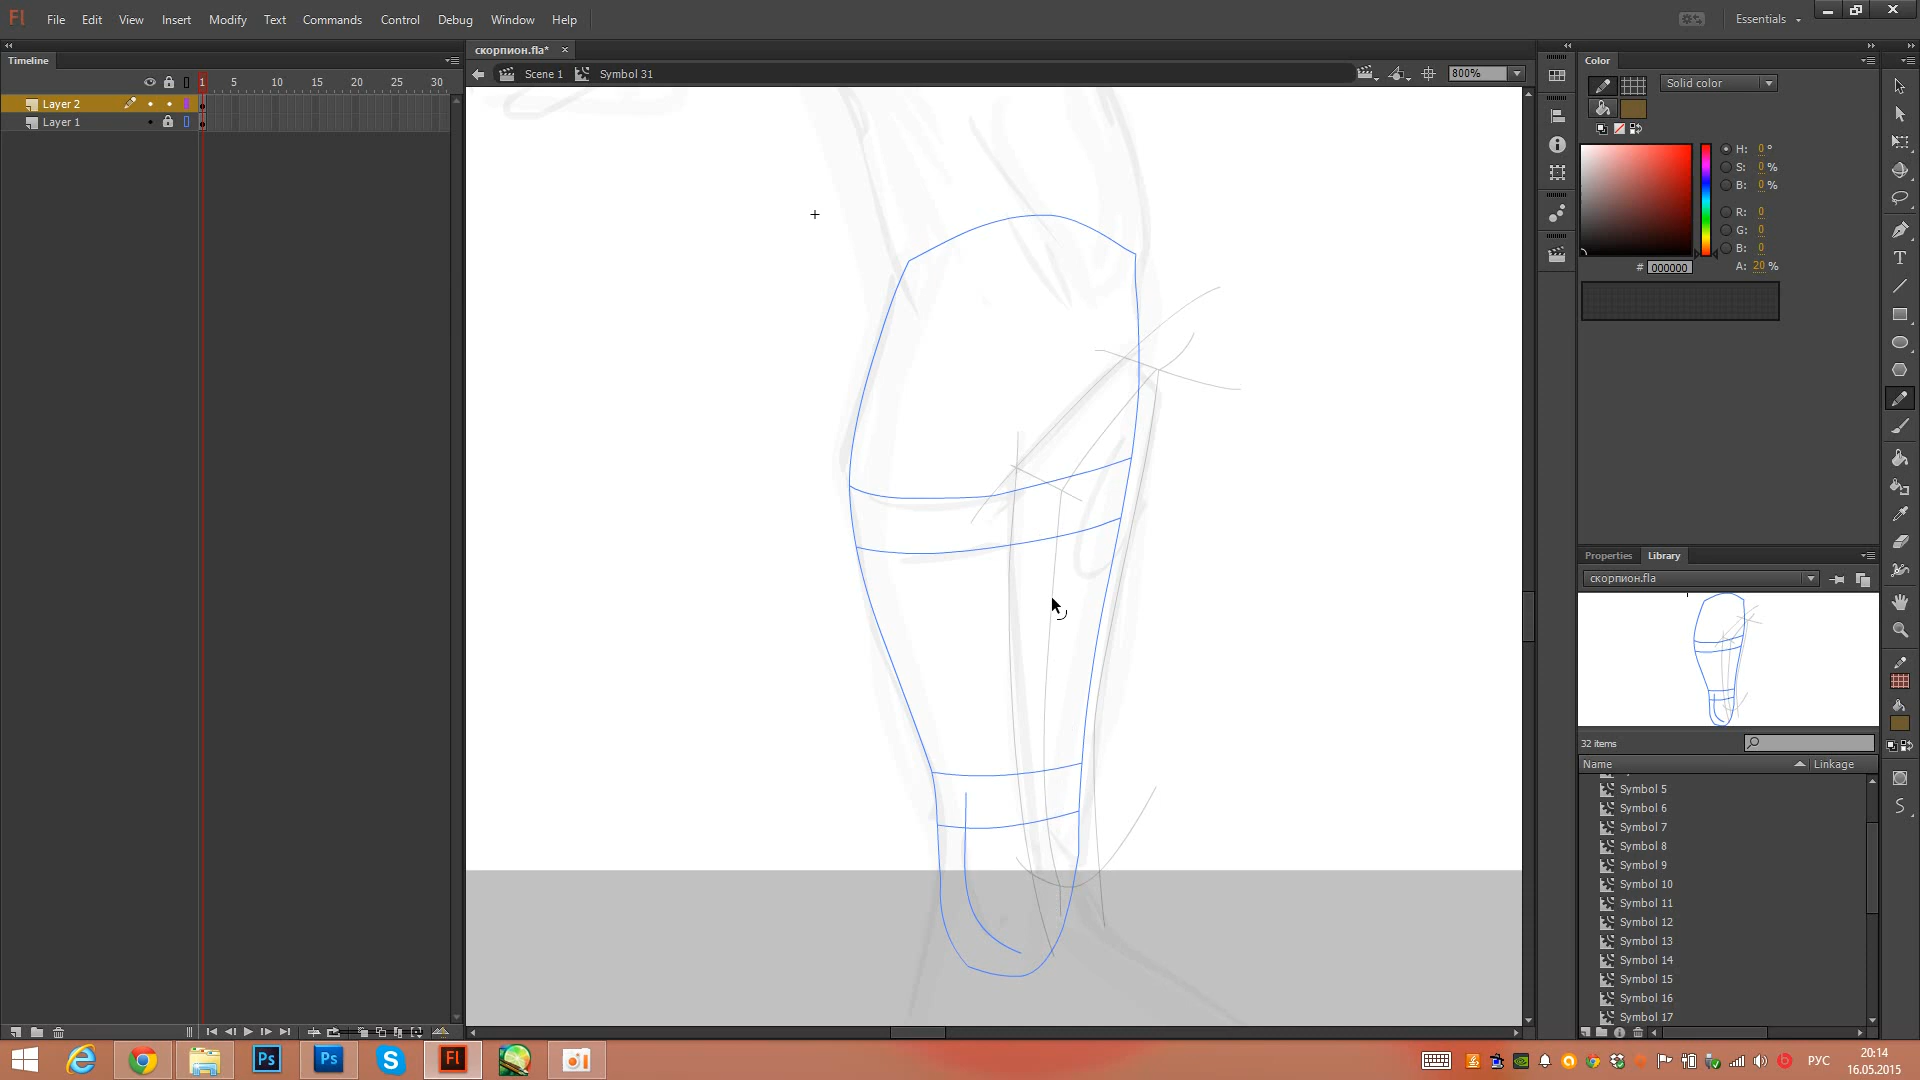 Fl File Edit View Insert Modify Text Commands Control Debug Window Help Essentials
Timeline
скорпион.fla*
Color
Scene 1 Symbol 31 800%
1 5 10 15 20 25 30
Solid color
Layer 2
Layer 1
H: 0 °
S: 0 %
B: 0 %
R: 0
G: 0
B: 0
# 000000 A: 20 %
Properties Library
скорпион.fla
32 items
Name Linkage
Symbol 5
Symbol 6
Symbol 7
Symbol 8
Symbol 9
Symbol 10
Symbol 11
Symbol 12
Symbol 13
Symbol 14
Symbol 15
Symbol 16
Symbol 17
Ps Ps Fl РУС 20:14
16.05.2015